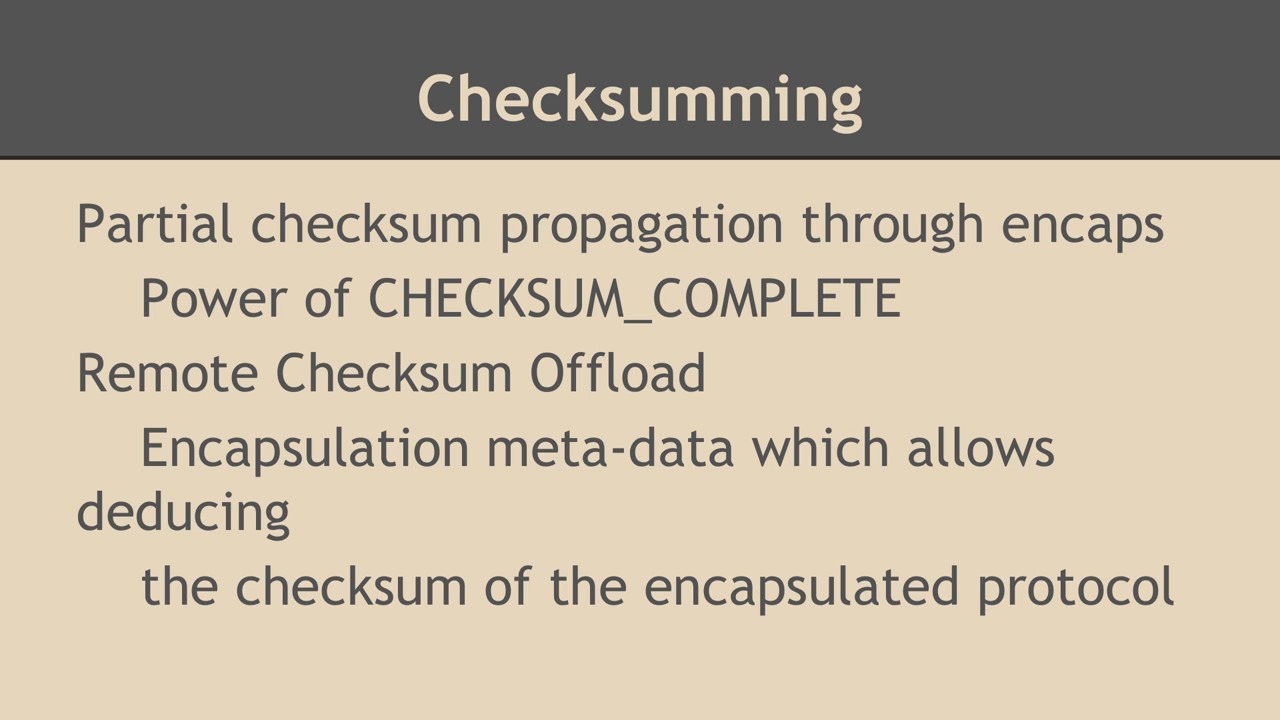 Checksumming
Partial checksum propagation through encaps
Power of CHECKSUM_COMPLETE
Remote Checksum Offload
Encapsulation meta-data which allows
deducing
the checksum of the encapsulated protocol